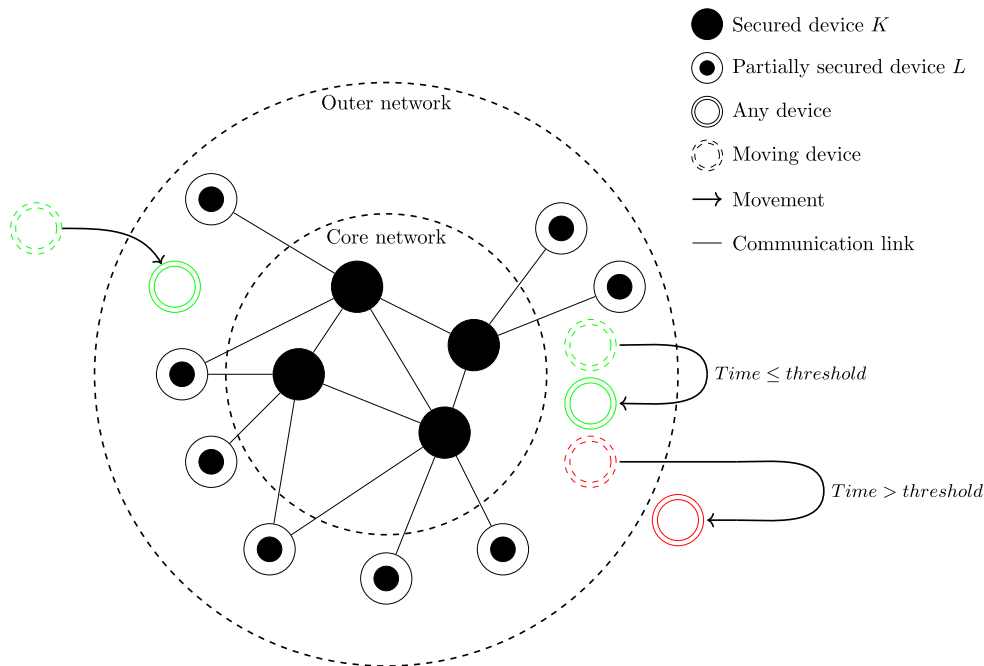 Secured device K
Partially secured device L
Any device
Moving device
Movement
Communication link
Outer network
Core network
Time ≤ threshold
Time > threshold